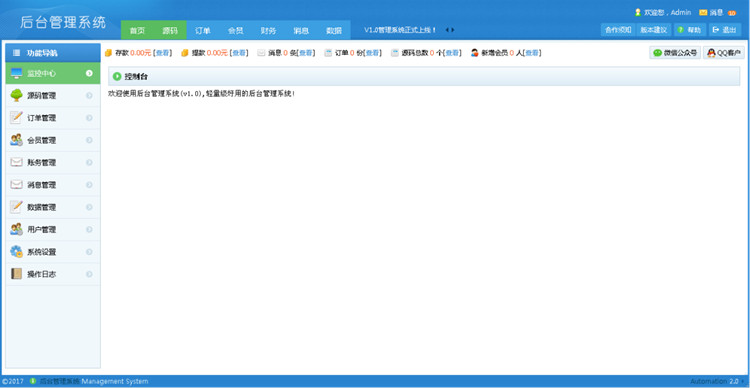 后台管理系统
首页 源码 订单 会员 财务 消息 数据
V1.0管理系统正式上线！
欢迎您，Admin 消息 10
合作须知 版本建议 帮助 退出
功能导航
监控中心
源码管理
订单管理
会员管理
账务管理
消息管理
数据管理
用户管理
系统设置
操作日志
存款 0.00元 [查看] 提款 0.00元 [查看] 消息 0 条[查看] 订单 0 份[查看] 源码总数 0 个[查看] 新增会员 0 人[查看]
微信公众号 QQ客户
控制台
欢迎使用后台管理系统(v1.0),轻量级好用的后台管理系统!
©2017 后台管理系统 Management System
Automation 2.0